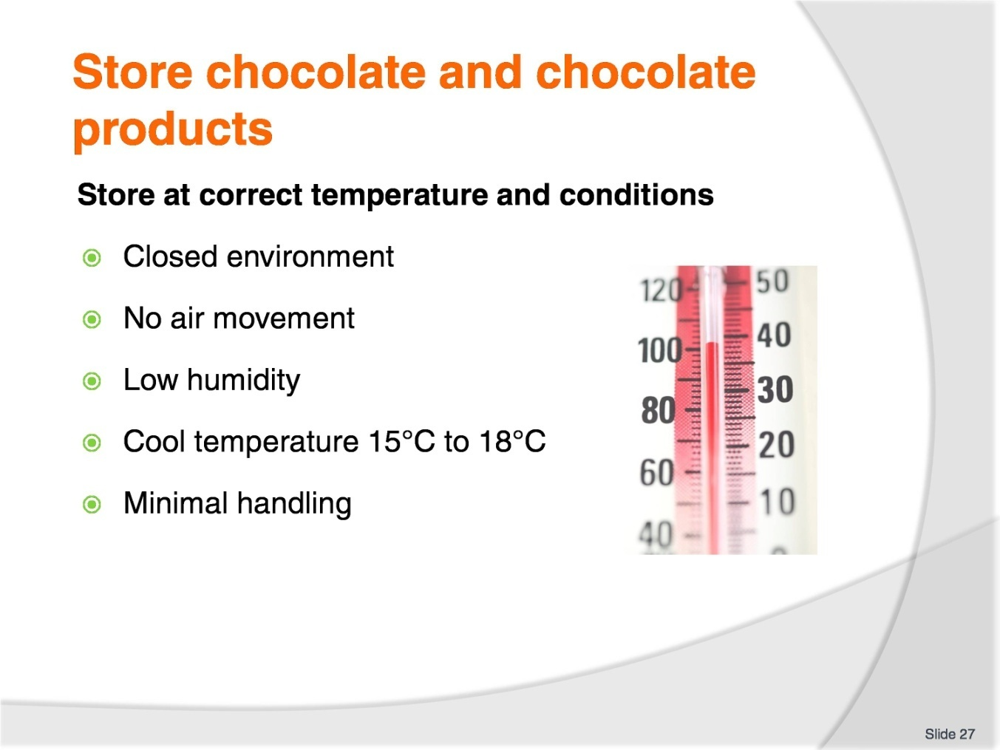 Store chocolate and chocolate
products
Store at correct temperature and conditions
Closed environment
No air movement
Low humidity
Cool temperature 15°C to 18°C
Minimal handling
120 50
100 40
80 30
60 20
40 10
0
Slide 27